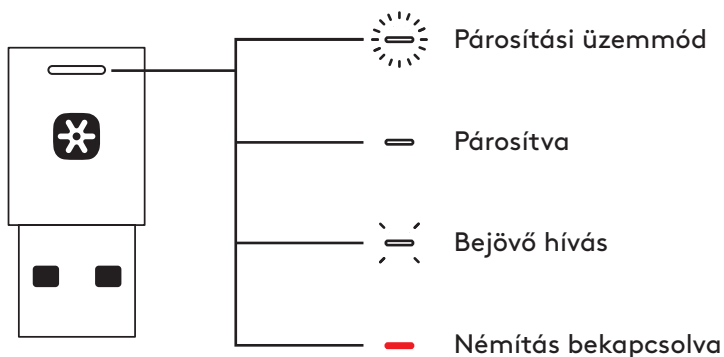 Párosítási üzemmód
Párosítva
Bejövő hívás
Némítás bekapcsolva